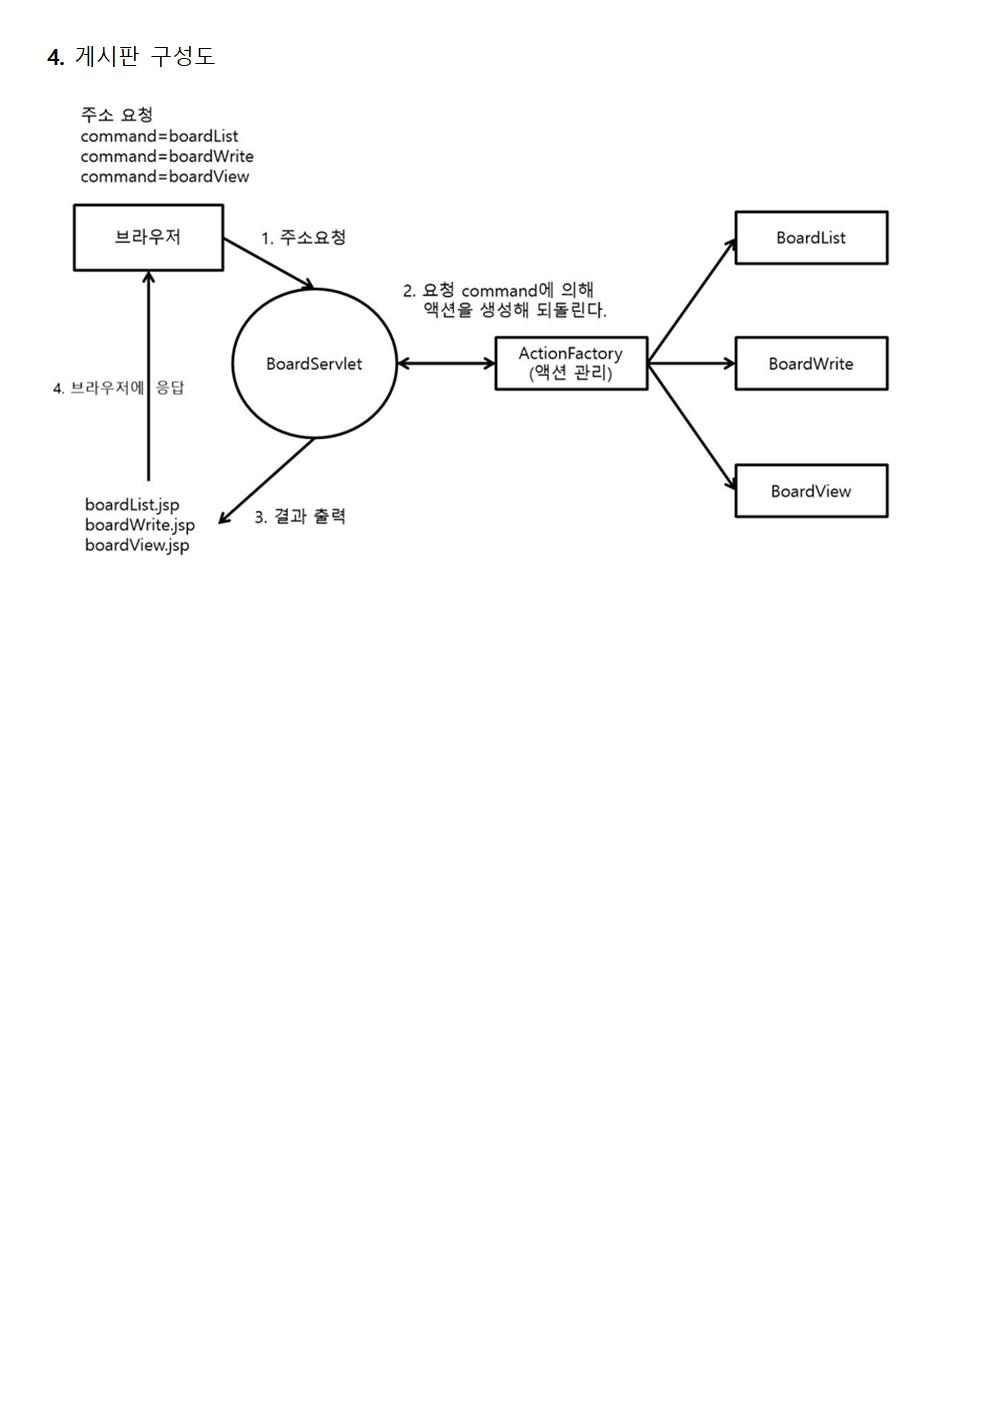 4. 게시판 구성도
주소 요청
command=boardList
command=boardWrite
command=boardView
브라우저
1. 주소요청
BoardServlet
2. 요청 command에 의해
액션을 생성해 되돌린다.
ActionFactory
(액션 관리)
BoardList
BoardWrite
BoardView
3. 결과 출력
boardList.jsp
boardWrite.jsp
boardView.jsp
4. 브라우저에 응답